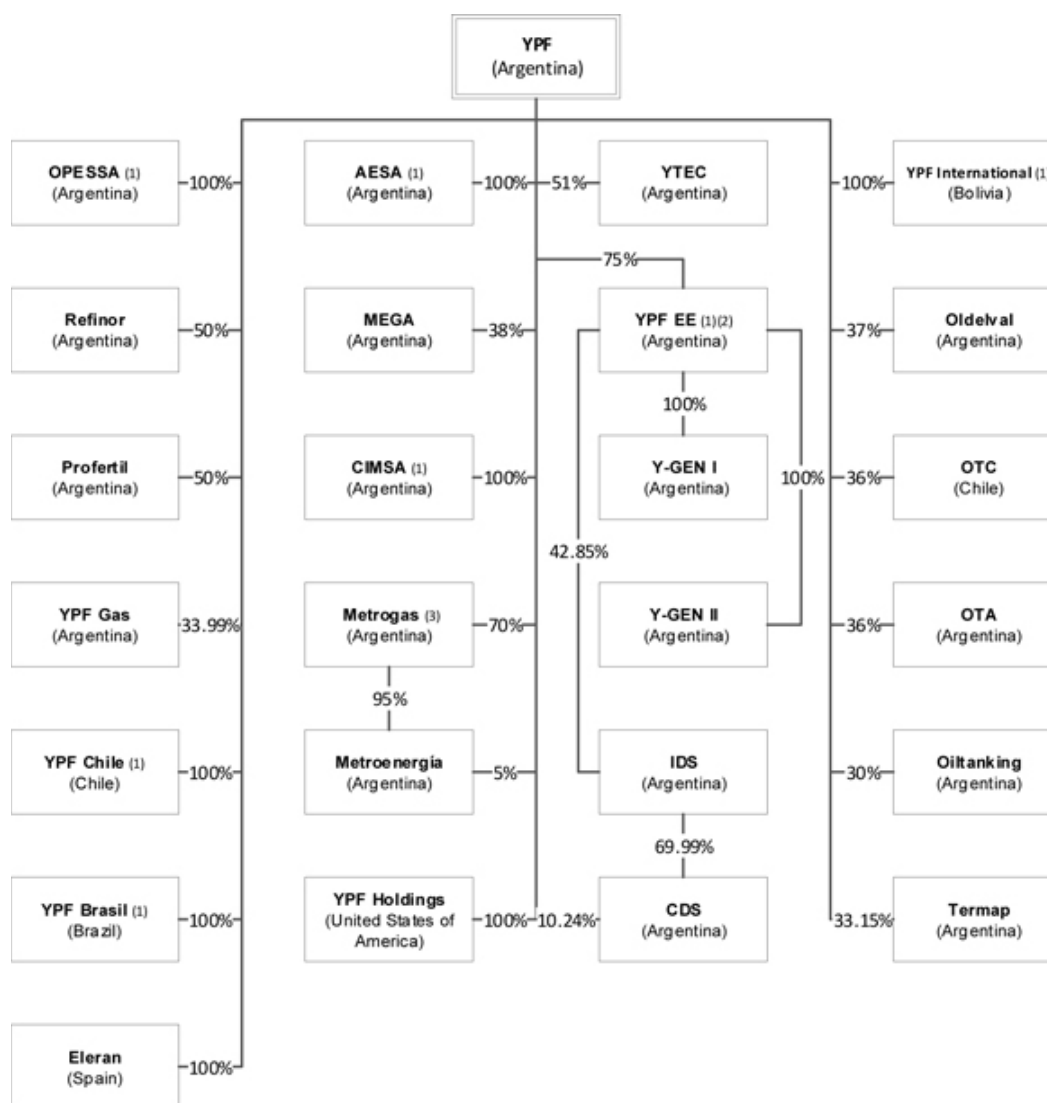 YPF
(Argentina)
OPESSA (1)
(Argentina)
100%
AESA (1)
(Argentina)
100%
51%
YTEC
(Argentina)
100%
YPF International (1)
(Bolivia)
75%
Refinor
(Argentina)
50%
MEGA
(Argentina)
38%
YPF EE (1)(2)
(Argentina)
37%
Oldelval
(Argentina)
100%
Profertil
(Argentina)
50%
CIMSA (1)
(Argentina)
100%
Y-GEN I
(Argentina)
100%
36%
OTC
(Chile)
42.85%
YPF Gas
(Argentina)
33.99%
Metrogas (3)
(Argentina)
70%
Y-GEN II
(Argentina)
36%
OTA
(Argentina)
95%
YPF Chile (1)
(Chile)
100%
Metroenergía
(Argentina)
5%
IDS
(Argentina)
30%
Oiltanking
(Argentina)
69.99%
YPF Brasil (1)
(Brazil)
100%
YPF Holdings
(United States of
America)
100%
10.24%
CDS
(Argentina)
33.15%
Termap
(Argentina)
Eleran
(Spain)
100%